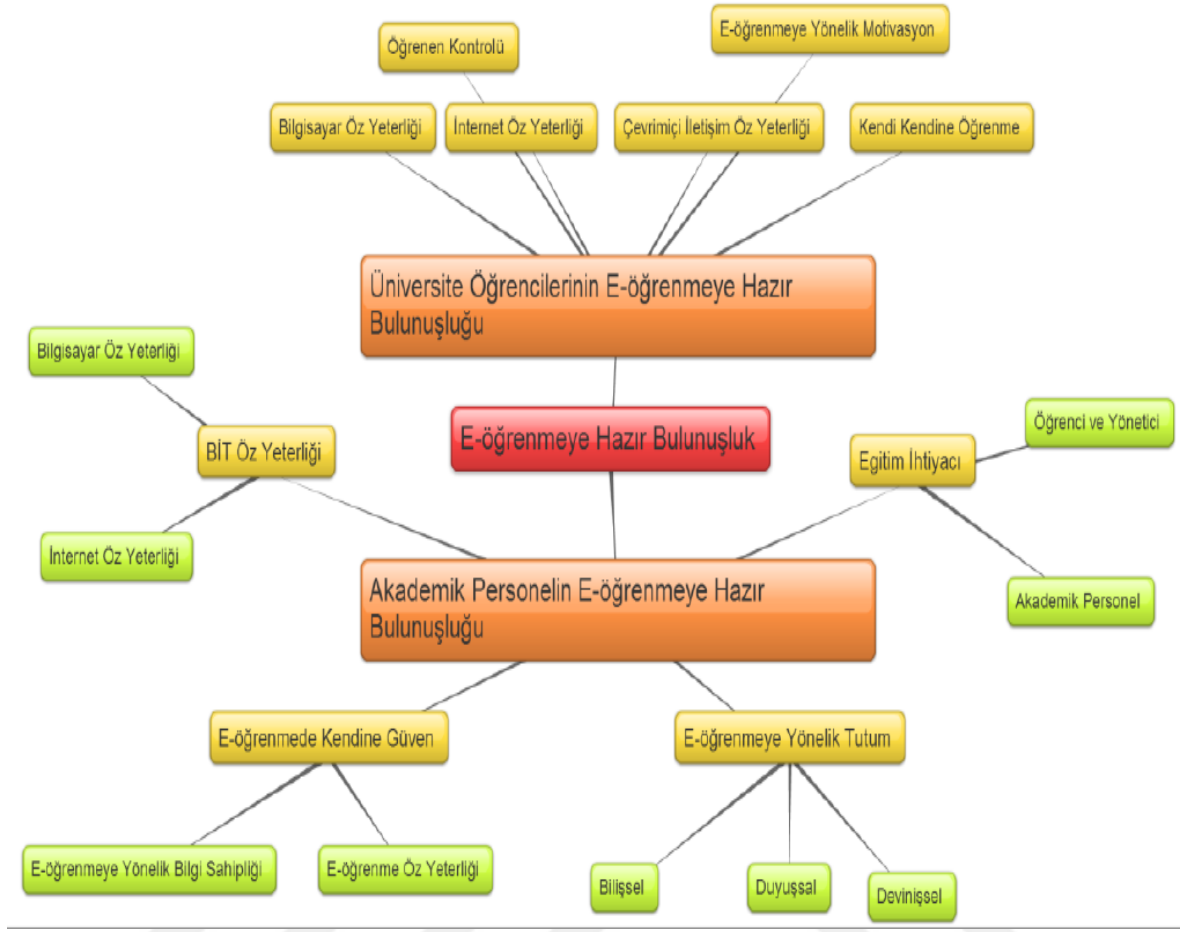 E-öğrenmeye Yönelik Motivasyon
Öğrenen Kontrolü
Bilgisayar Öz Yeterliği
İnternet Öz Yeterliği
Çevrimiçi İletişim Öz Yeterliği
Kendi Kendine Öğrenme
Üniversite Öğrencilerinin E-öğrenmeye Hazır
Bulunuşluğu
Bilgisayar Öz Yeterliği
E-öğrenmeye Hazır Bulunuşluk
Öğrenci ve Yönetici
BİT Öz Yeterliği
Egitim İhtiyacı
İnternet Öz Yeterliği
Akademik Personelin E-öğrenmeye Hazır
Bulunuşluğu
Akademik Personel
E-öğrenmede Kendine Güven
E-öğrenmeye Yönelik Tutum
E-öğrenmeye Yönelik Bilgi Sahipliği
E-öğrenme Öz Yeterliği
Bilişsel
Duyuşsal
Devinişsel